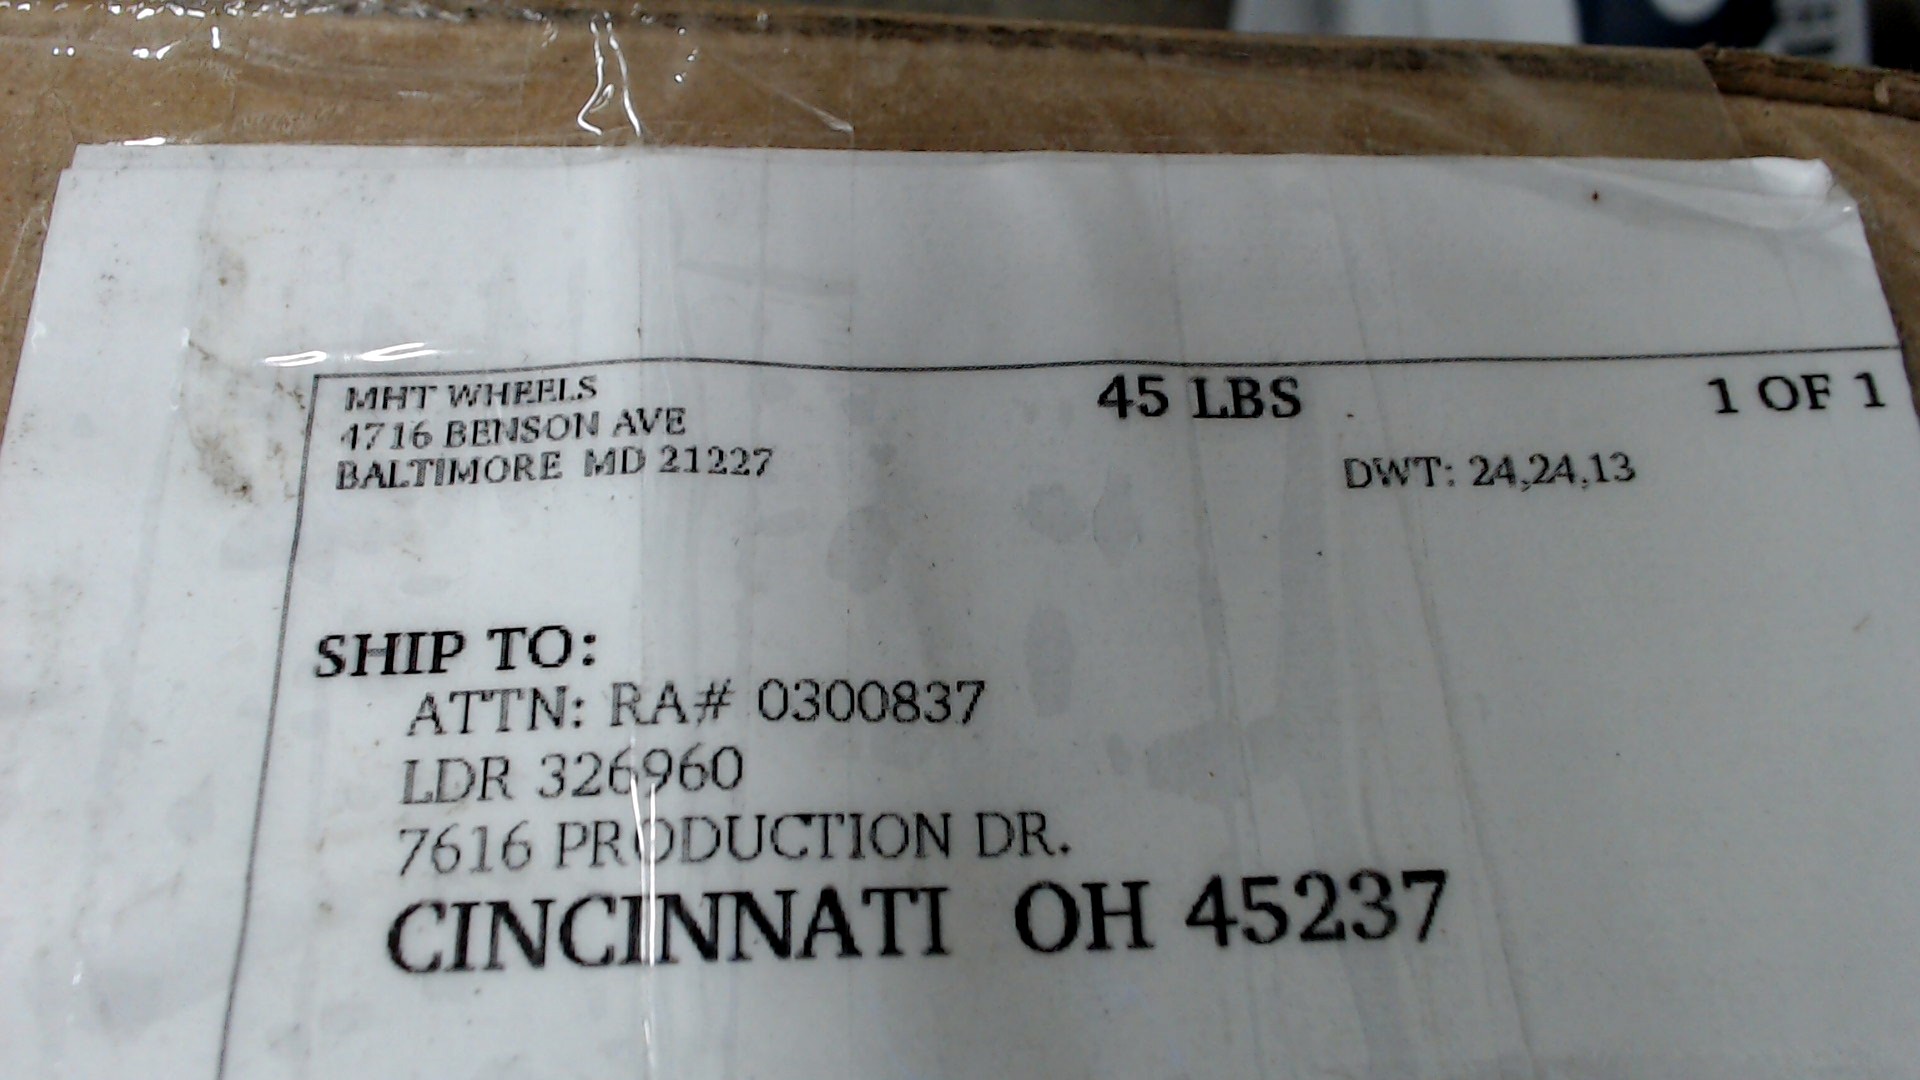 MHT WHEELS
4716 BENSON AVE
BALTIMORE MD 21227
45 LBS
1 OF 1
DWT: 24,24,13
SHIP TO:
ATTN: RA# 0300837
LDR 326960
7616 PRODUCTION DR.
CINCINNATI OH 45237